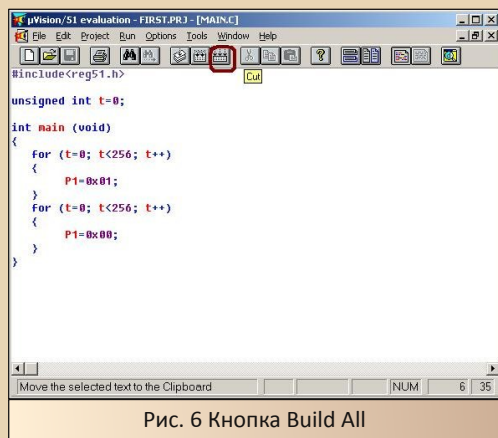 µVision/51 evaluation - FIRST.PRJ - [MAIN.C]
File Edit Project Run Options Tools Window Help
Cut
#include<reg51.h>
unsigned int t=0;
int main (void)
{
for (t=0; t<256; t++)
{
P1=0x01;
}
for (t=0; t<256; t++)
{
P1=0x00;
}
}
Move the selected text to the Clipboard NUM 6 35
Рис. 6 Кнопка Build All